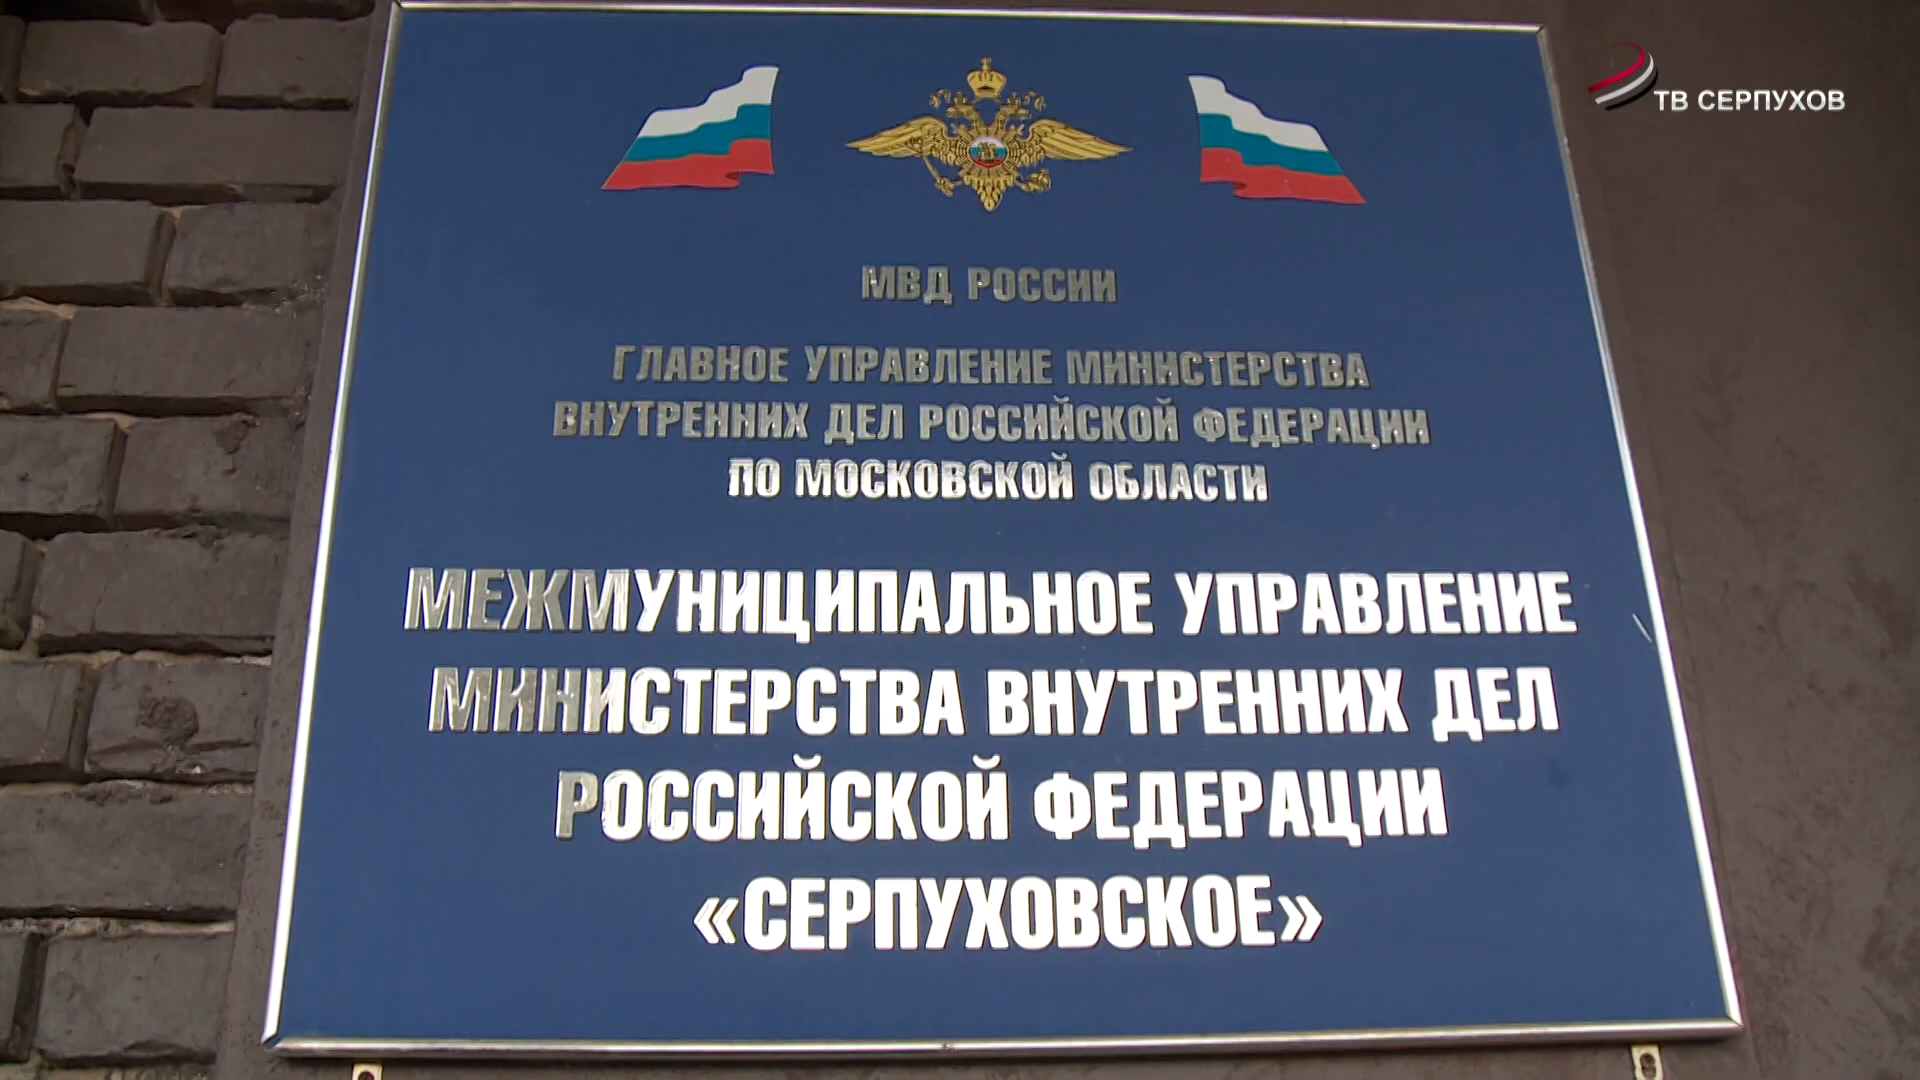 ТВ СЕРПУХОВ
МВД РОССИИ
ГЛАВНОЕ УПРАВЛЕНИЕ МИНИСТЕРСТВА
ВНУТРЕННИХ ДЕЛ РОССИЙСКОЙ ФЕДЕРАЦИИ
ПО МОСКОВСКОЙ ОБЛАСТИ
МЕЖМУНИЦИПАЛЬНОЕ УПРАВЛЕНИЕ
МИНИСТЕРСТВА ВНУТРЕННИХ ДЕЛ
РОССИЙСКОЙ ФЕДЕРАЦИИ
«СЕРПУХОВСКОЕ»